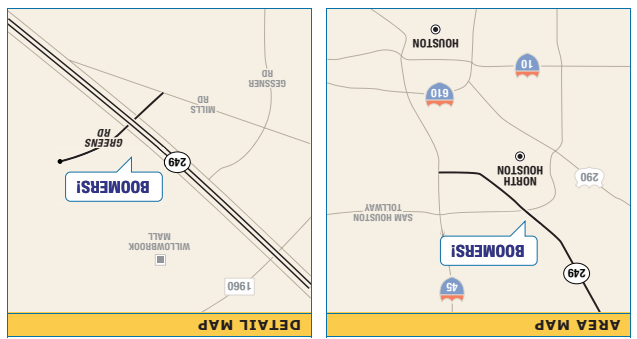 AREA MAP
249
45
BOOMERS!
SAM HOUSTON
TOLLWAY
290
NORTH
HOUSTON
610
10
HOUSTON
DETAIL MAP
1960
WILLOWBROOK
MALL
BOOMERS!
249
GREENS
RD
MILLS
RD
GESSNER
RD